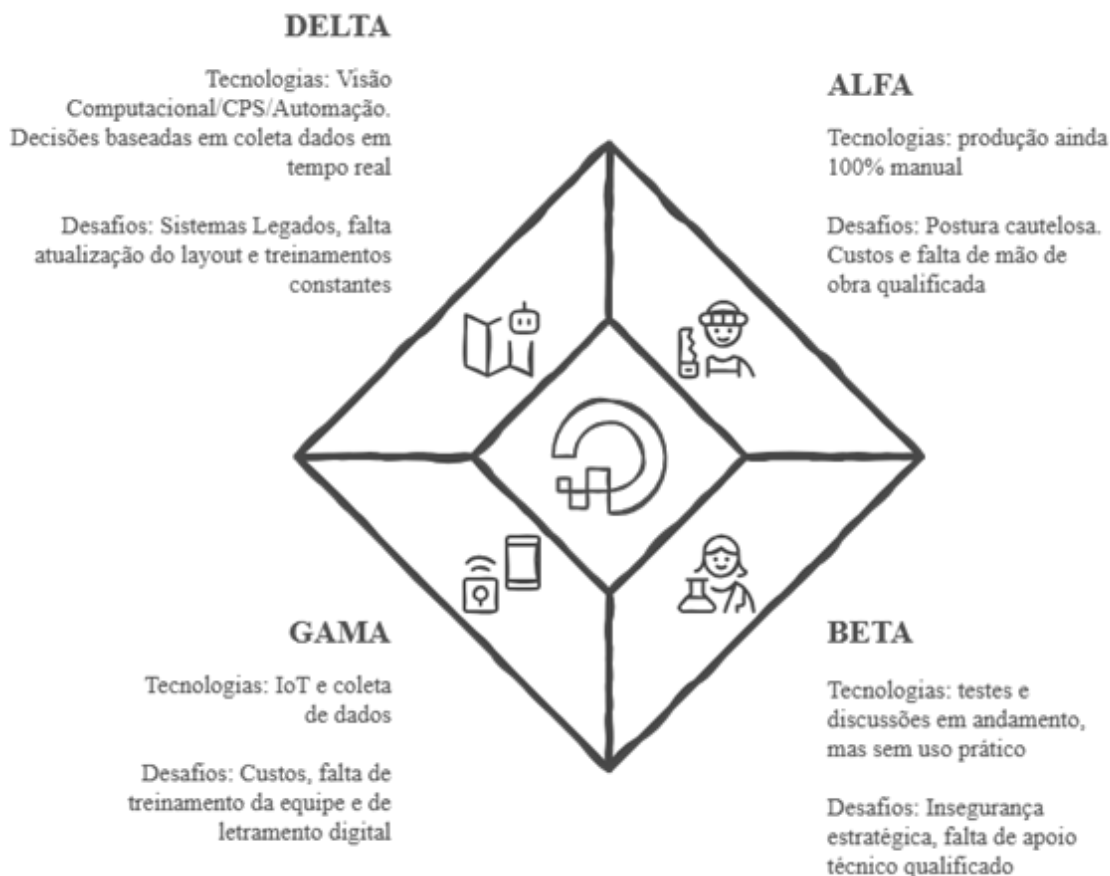 DELTA
Tecnologias: Visão
Computacional/CPS/Automação.
Decisões baseadas em coleta dados em
tempo real
Desafios: Sistemas Legados, falta
atualização do layout e treinamentos
constantes
ALFA
Tecnologias: produção ainda
100% manual
Desafios: Postura cautelosa.
Custos e falta de mão de
obra qualificada
GAMA
Tecnologias: IoT e coleta
de dados
Desafios: Custos, falta de
treinamento da equipe e de
letramento digital
BETA
Tecnologias: testes e
discussões em andamento,
mas sem uso prático
Desafios: Insegurança
estratégica, falta de apoio
técnico qualificado